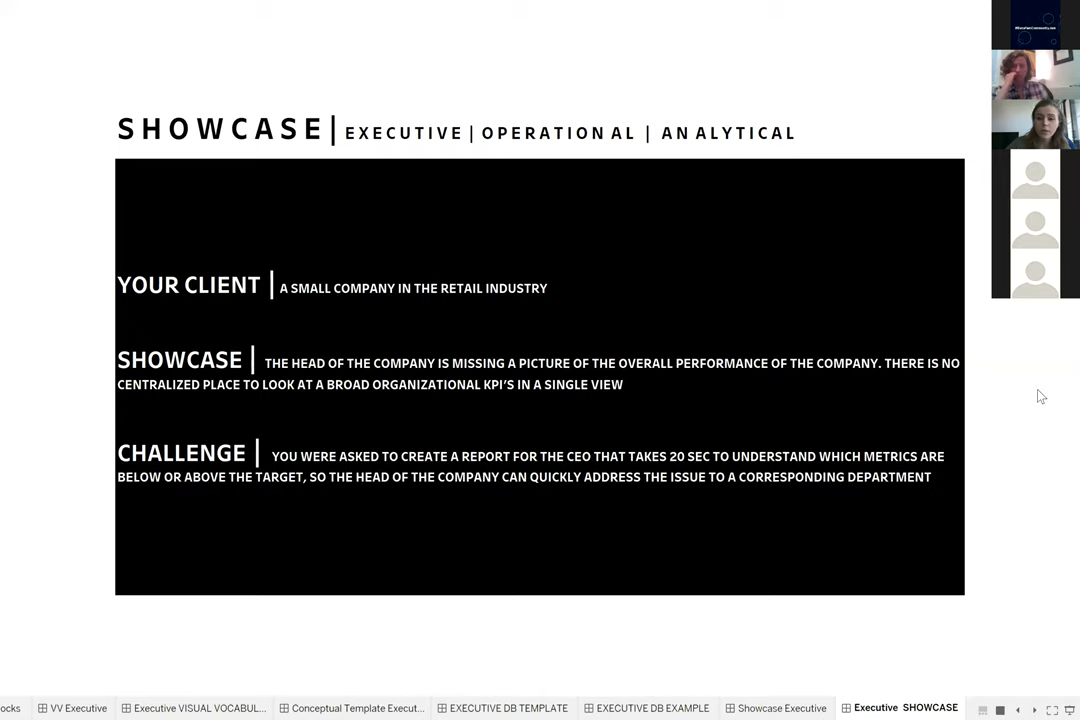 SHOWCASE| EXECUTIVE | OPERATIONAL | ANALYTICAL
YOUR CLIENT | A SMALL COMPANY IN THE RETAIL INDUSTRY
SHOWCASE | THE HEAD OF THE COMPANY IS MISSING A PICTURE OF THE OVERALL PERFORMANCE OF THE COMPANY. THERE IS NO
CENTRALIZED PLACE TO LOOK AT A BROAD ORGANIZATIONAL KPI'S IN A SINGLE VIEW
CHALLENGE | YOU WERE ASKED TO CREATE A REPORT FOR THE CEO THAT TAKES 20 SEC TO UNDERSTAND WHICH METRICS ARE
BELOW OR ABOVE THE TARGET, SO THE HEAD OF THE COMPANY CAN QUICKLY ADDRESS THE ISSUE TO A CORRESPONDING DEPARTMENT
ocks VV Executive Executive VISUAL VOCABUL... Conceptual Template Execut... EXECUTIVE DB TEMPLATE EXECUTIVE DB EXAMPLE Showcase Executive Executive SHOWCASE